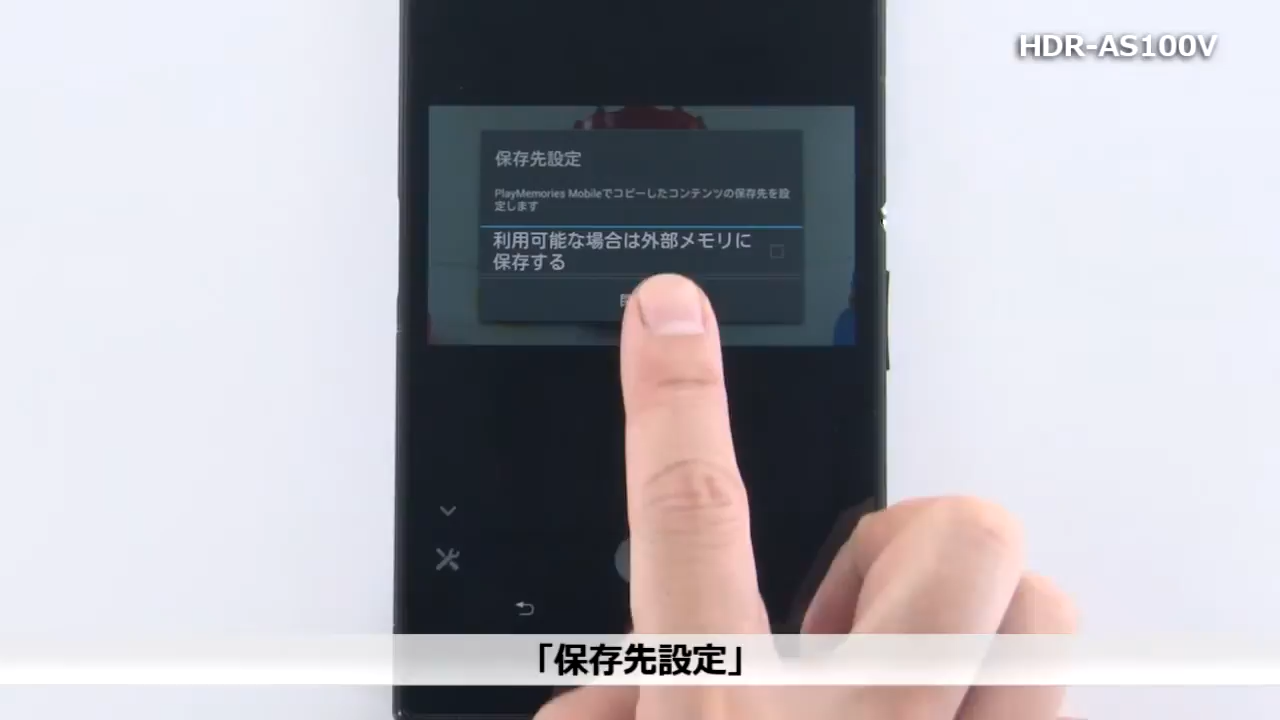 HDR-AS100V
保存先設定
PlayMemories Mobileでコピーしたコンテンツの保存先を設
定します
利用可能な場合は外部メモリに
保存する
「保存先設定」